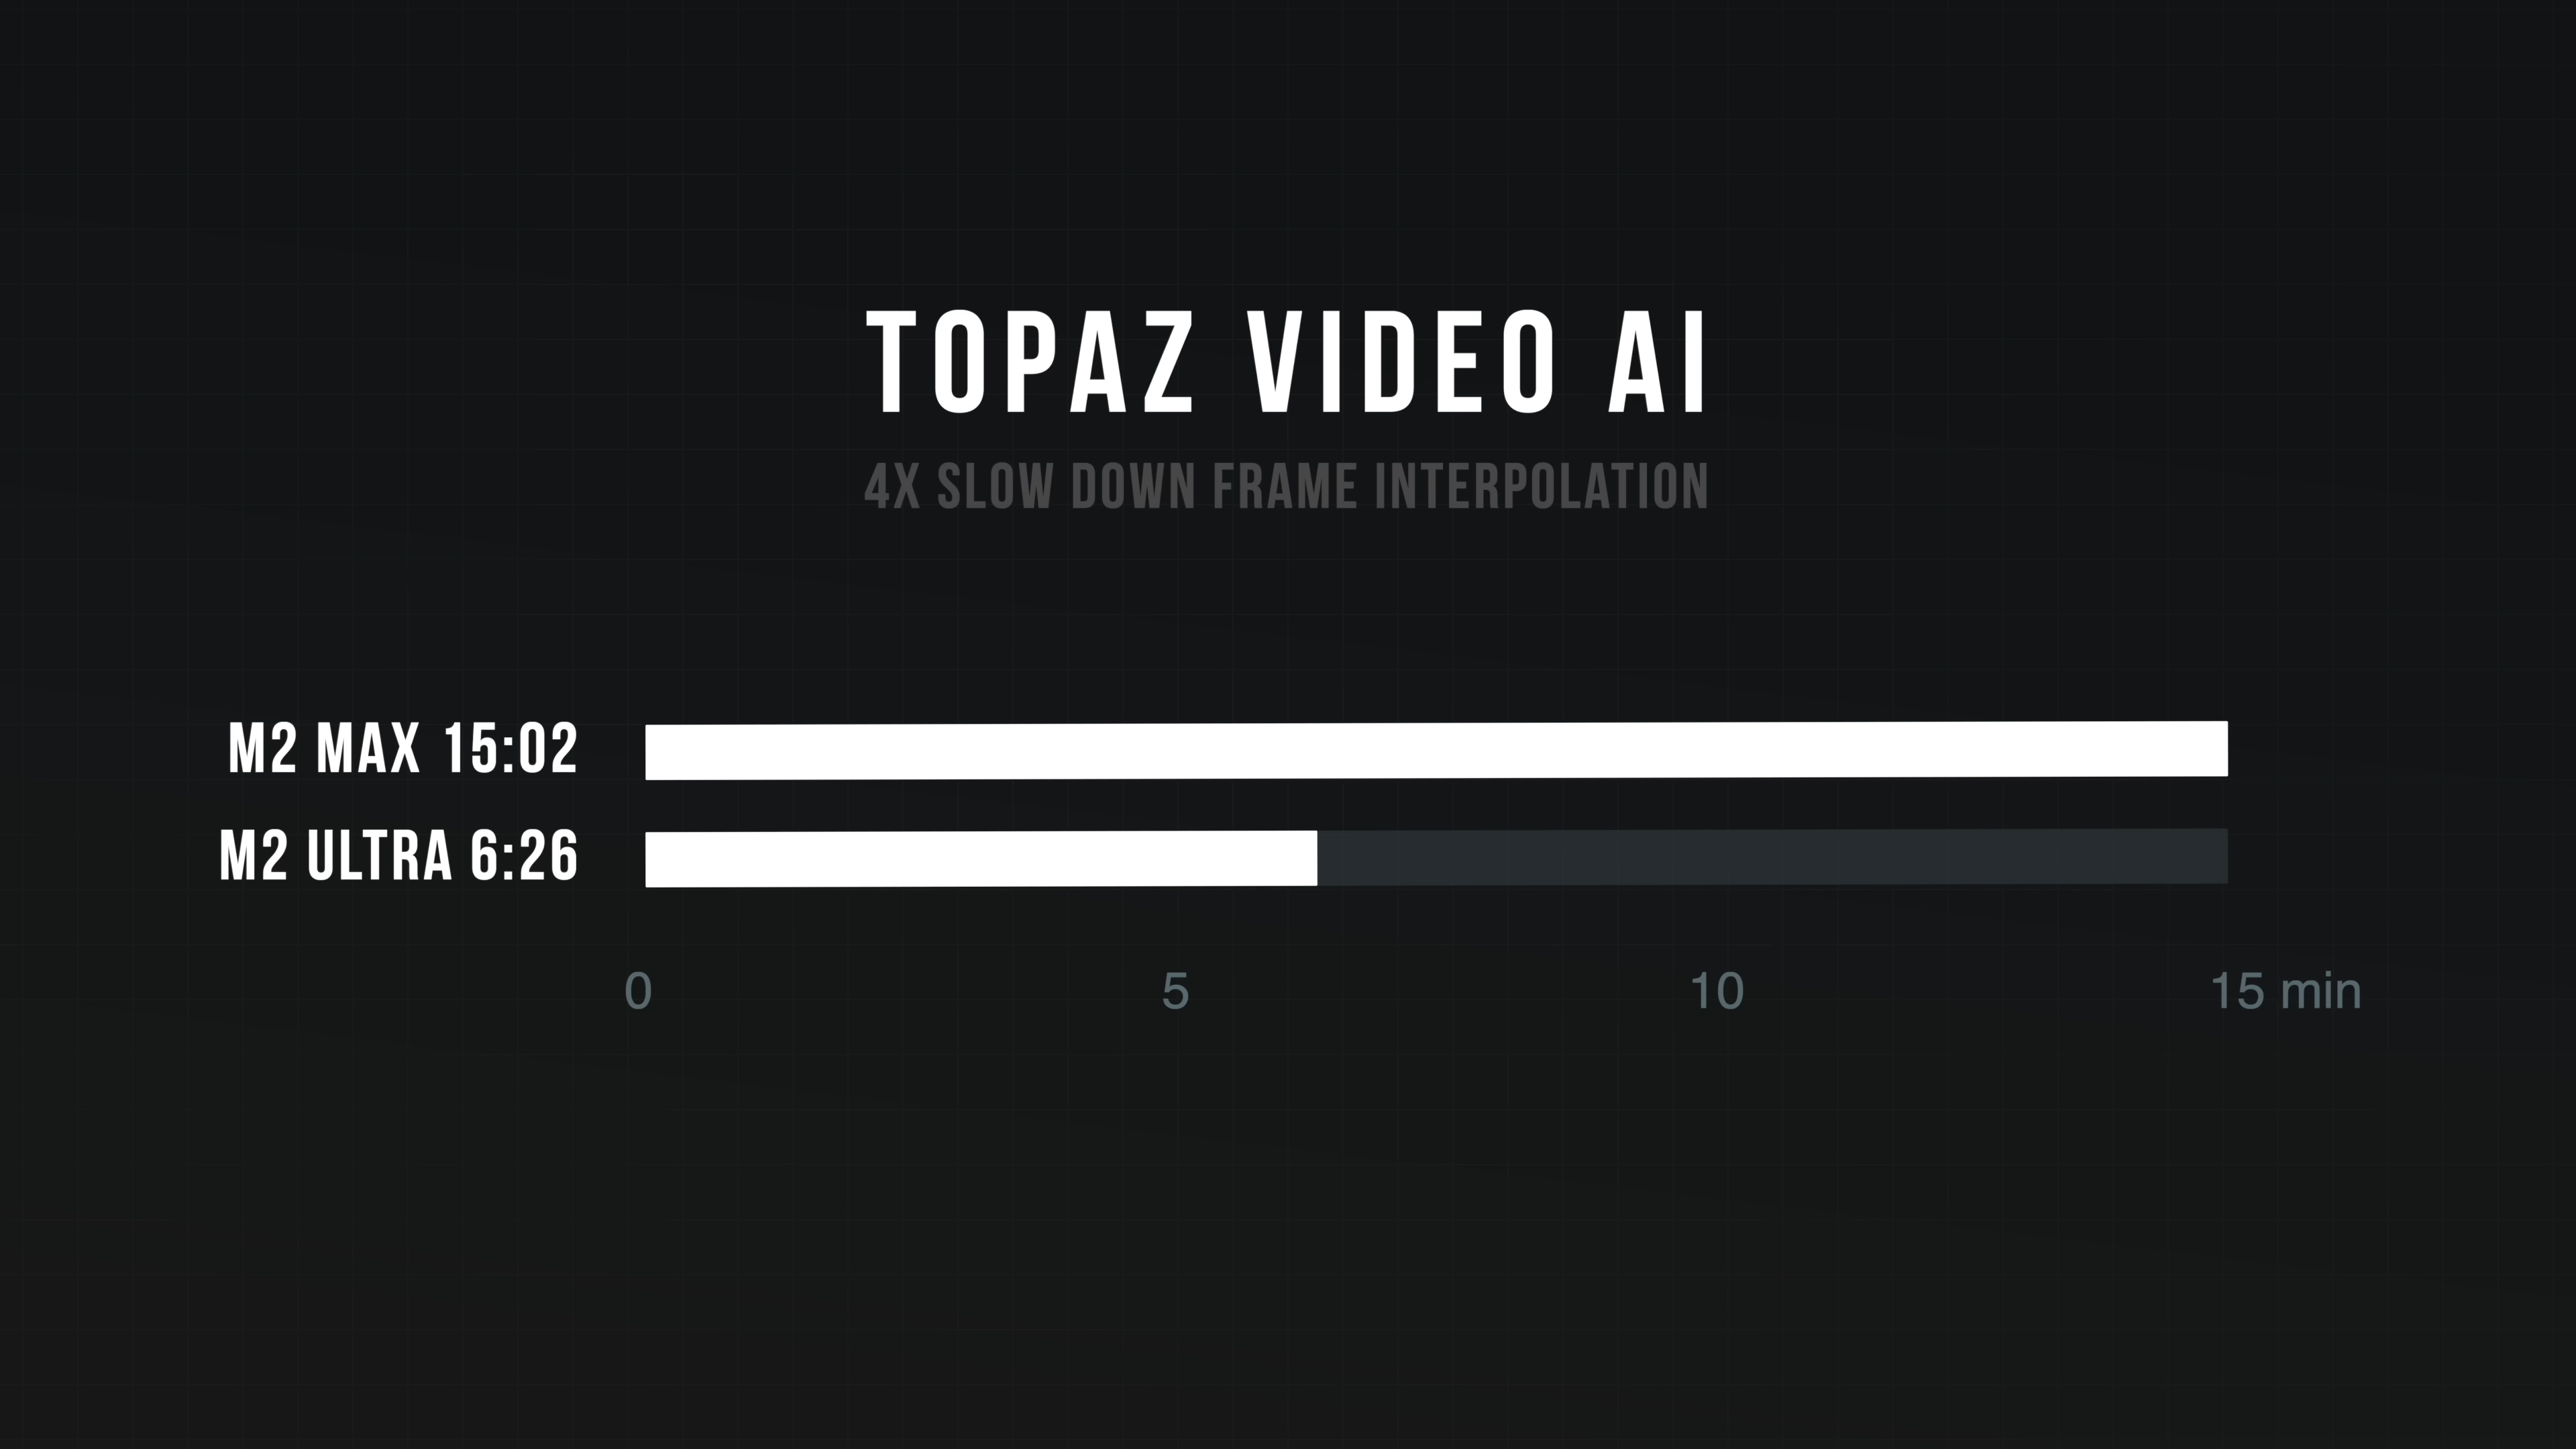 TOPAZ VIDEO AI
4X SLOW DOWN FRAME INTERPOLATION
M2 MAX 15:02
M2 ULTRA 6:26
0 5 10 15 min